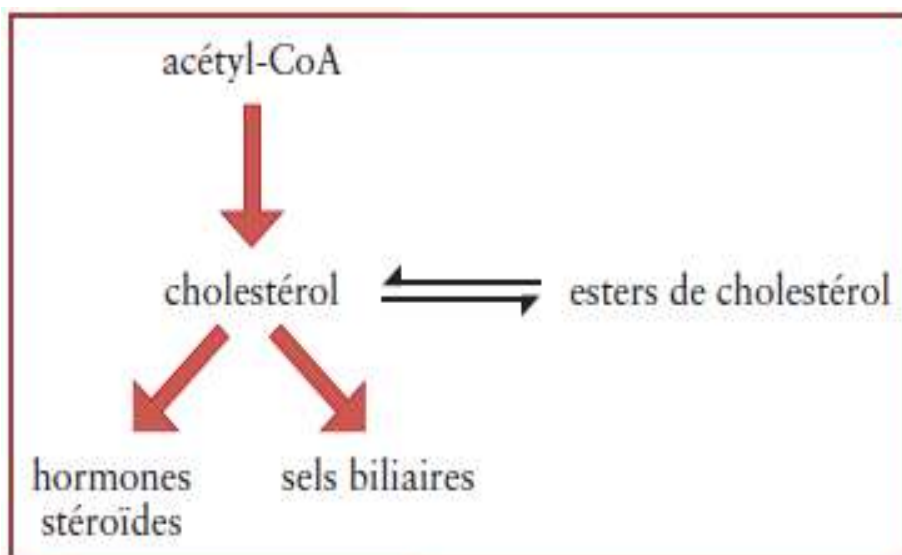 acétyl-CoA
cholestérol
esters de cholestérol
hormones
stéroïdes
sels biliaires